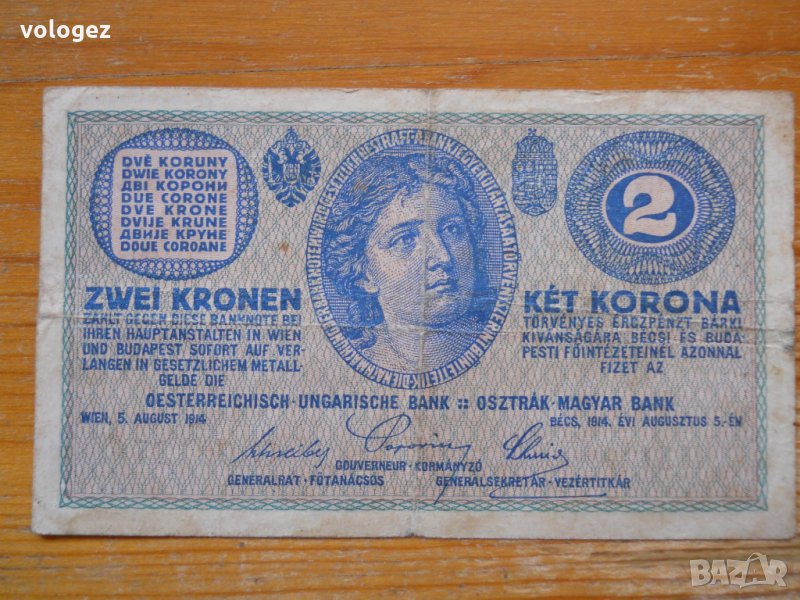 vologez
DVĚ KORUNY
DWIE KORONY
ДВІ КОРОНИ
DUE CORONE
DVE KRONE
DVIJE KRUNE
ДВИЈЕ КРУНЕ
DOUE COROANE
2
ZWEI KRONEN
ZAHLT GEGEN DIESE BANKNOTE BEI
IHREN HAUPTANSTALTEN IN WIEN
UND BUDAPEST SOFORT AUF VER-
LANGEN IN GESETZLICHEM METALL-
GELDE DIE
KÉT KORONA
TÖRVÉNYES ÉRCZPÉNZT BÁRKI
KIVÁNSÁGÁRA BÉCSI ÉS BUDA-
PESTI FŐINTÉZETEINÉL AZONNAL
FIZET AZ
OESTERREICHISCH-UNGARISCHE BANK :: OSZTRÁK-MAGYAR BANK
WIEN, 5. AUGUST 1914
BÉCS, 1914. ÉVI AUGUSZTUS 5.-ÉN
GOUVERNEUR · KORMÁNYZÓ
GENERALRAT · FŐTANÁCSOS
GENERALSEKRETÄR · VEZÉRTITKÁR
BAZAR